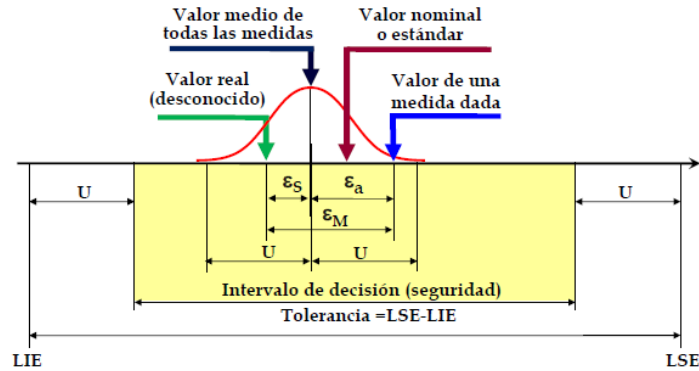 Valor medio de
todas las medidas
Valor nominal
o estándar
Valor real
(desconocido)
Valor de una
medida dada
U
εS
εa
U
εM
U
U
Intervalo de decisión (seguridad)
Tolerancia =LSE-LIE
LIE
LSE